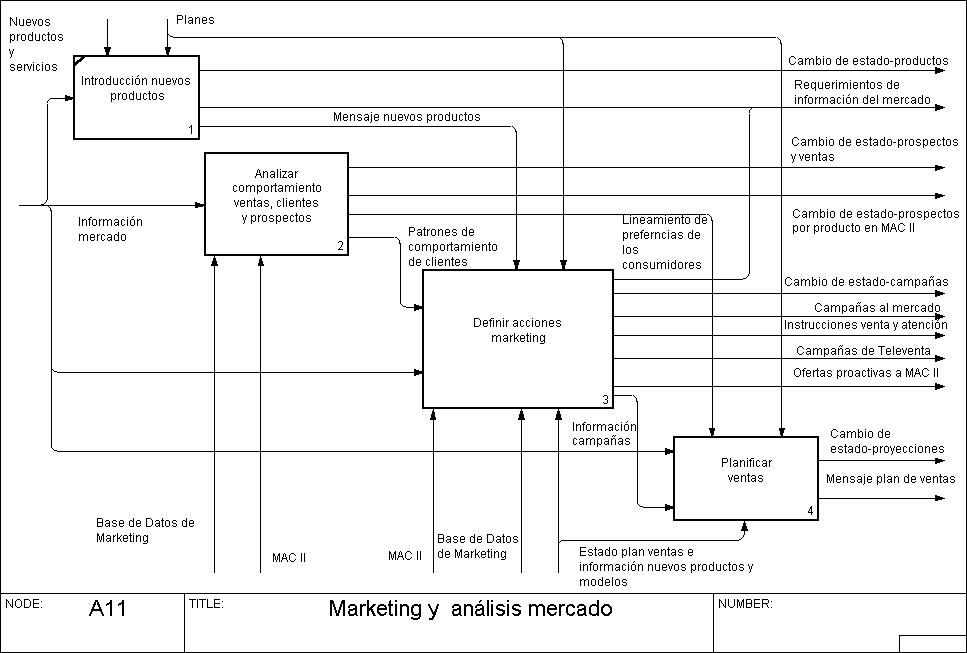 Nuevos
productos
y
servicios
Planes
Introducción nuevos
productos
1
Cambio de estado-productos
Requerimientos de
información del mercado
Mensaje nuevos productos
Cambio de estado-prospectos
y ventas
Analizar
comportamiento
ventas, clientes
y prospectos
2
Información
mercado
Cambio de estado-prospectos
por producto en MAC II
Lineamiento de
preferncias de
los
consumidores
Patrones de
comportamiento
de clientes
Cambio de estado-campañas
Campañas al mercado
Instrucciones venta y atención
Campañas de Televenta
Ofertas proactivas a MAC II
Definir acciones
marketing
3
Información
campañas
Cambio de
estado-proyecciones
Planificar
ventas
4
Mensaje plan de ventas
Base de Datos de
Marketing
MAC II
MAC II
Base de Datos
de Marketing
Estado plan ventas e
información nuevos productos y
modelos
NODE:
A11
TITLE:
Marketing y análisis mercado
NUMBER: